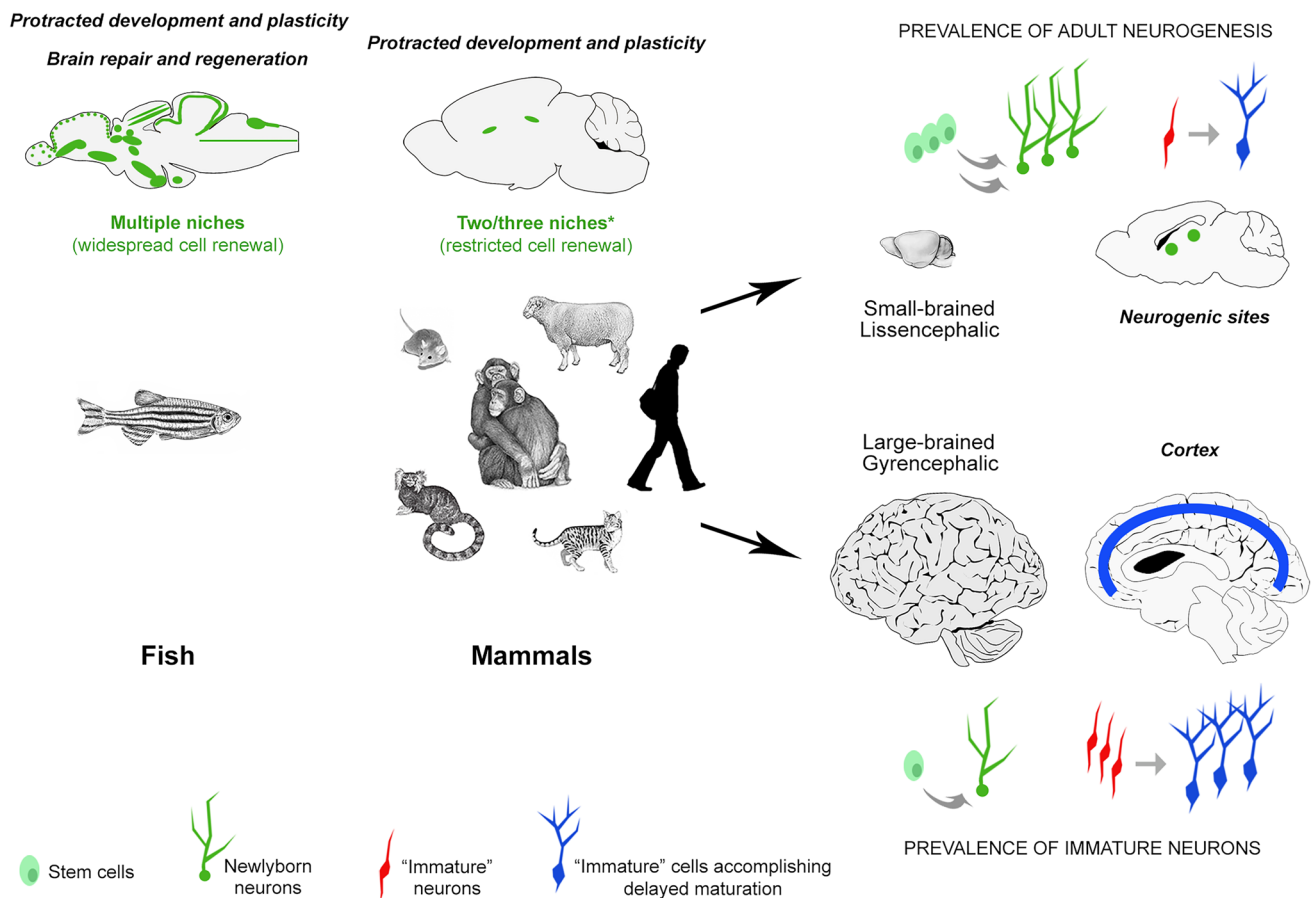 Protracted development and plasticity
Brain repair and regeneration
Multiple niches
(widespread cell renewal)
Fish
Protracted development and plasticity
Two/three niches*
(restricted cell renewal)
Mammals
PREVALENCE OF ADULT NEUROGENESIS
Small-brained
Lissencephalic
Neurogenic sites
Large-brained
Gyrencephalic
Cortex
PREVALENCE OF IMMATURE NEURONS
Stem cells
Newlyborn
neurons
“Immature”
neurons
“Immature” cells accomplishing
delayed maturation